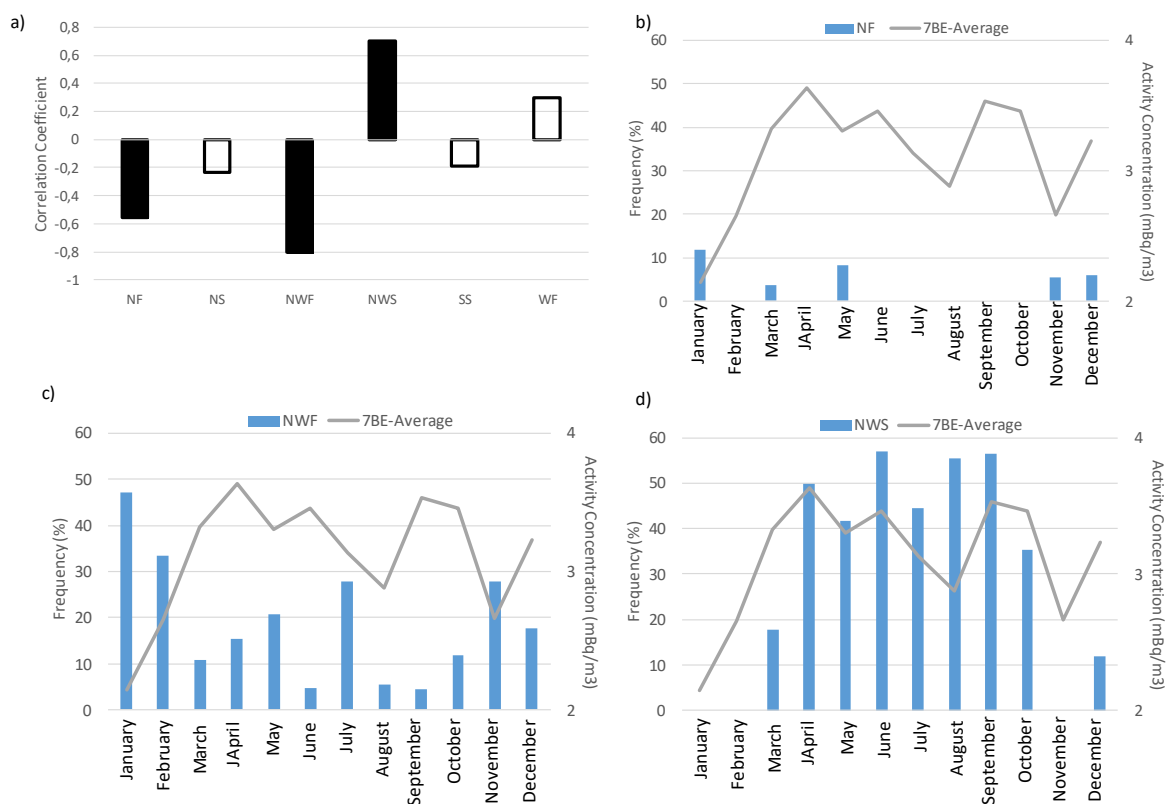 a)
Correlation Coefficient
0,8
0,6
0,4
0,2
0
-0,2
-0,4
-0,6
-0,8
-1
NF NS NWF NWS SS WF
b)
NF 7BE-Average
Frequency (%)
60
50
40
30
20
10
0
4
3
2
Activity Concentration (mBq/m3)
January
February
March
JApril
May
June
July
August
September
October
November
December
c)
NWF 7BE-Average
Frequency (%)
60
50
40
30
20
10
0
4
3
2
Activity Concentration (mBq/m3)
January
February
March
JApril
May
June
July
August
September
October
November
December
d)
NWS 7BE-Average
Frequency (%)
60
50
40
30
20
10
0
4
3
2
Activity Concentration (mBq/m3)
January
February
March
JApril
May
June
July
August
September
October
November
December